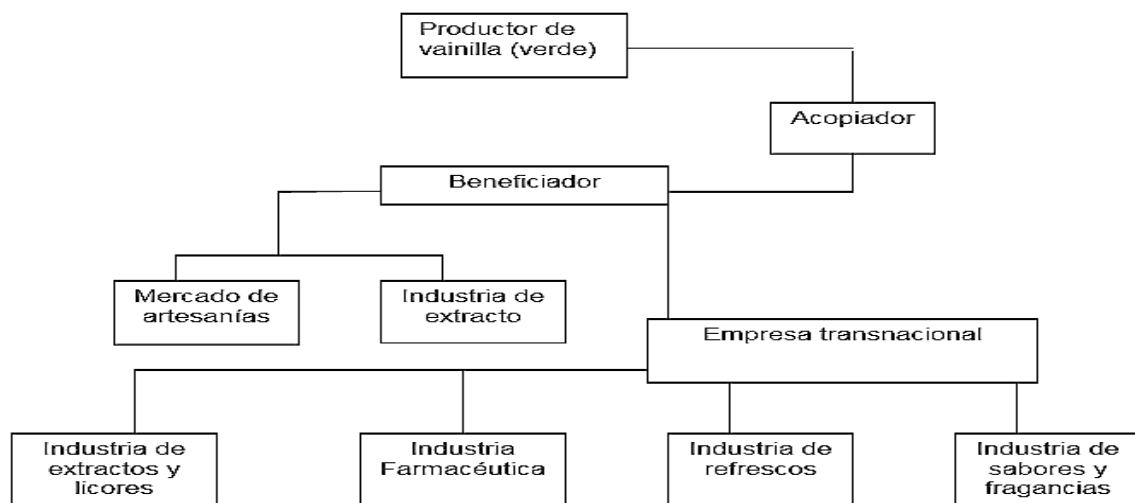 Productor de
vainilla (verde)
Acopiador
Beneficiador
Mercado de
artesanías
Industria de
extracto
Empresa transnacional
Industria de
extractos y
licores
Industria
Farmacéutica
Industria de
refrescos
Industria de
sabores y
fragancias